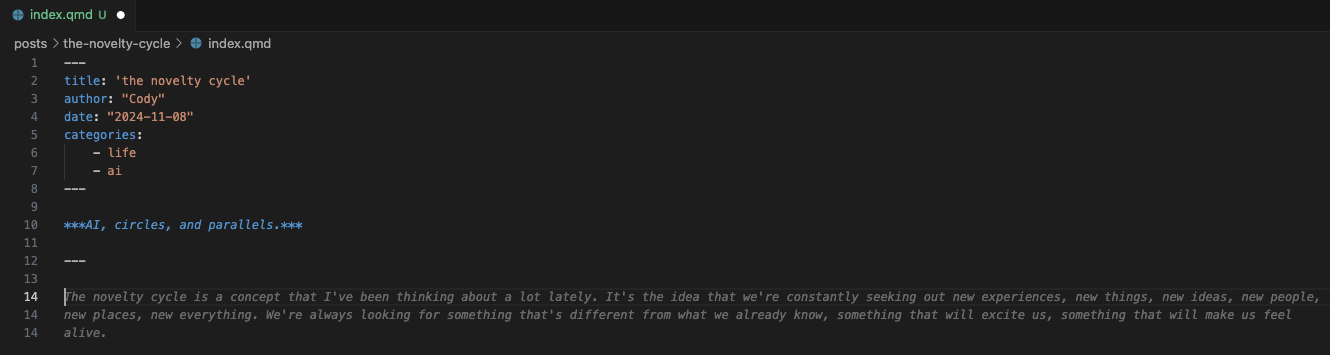 index.qmd U
posts > the-novelty-cycle > index.qmd
1 ---
2 title: 'the novelty cycle'
3 author: "Cody"
4 date: "2024-11-08"
5 categories:
6     - life
7     - ai
8 ---
9
10 ***AI, circles, and parallels.***
11
12 ---
13
14 The novelty cycle is a concept that I've been thinking about a lot lately. It's the idea that we're constantly seeking out new experiences, new things, new ideas, new people,
14 new places, new everything. We're always looking for something that's different from what we already know, something that will excite us, something that will make us feel
14 alive.